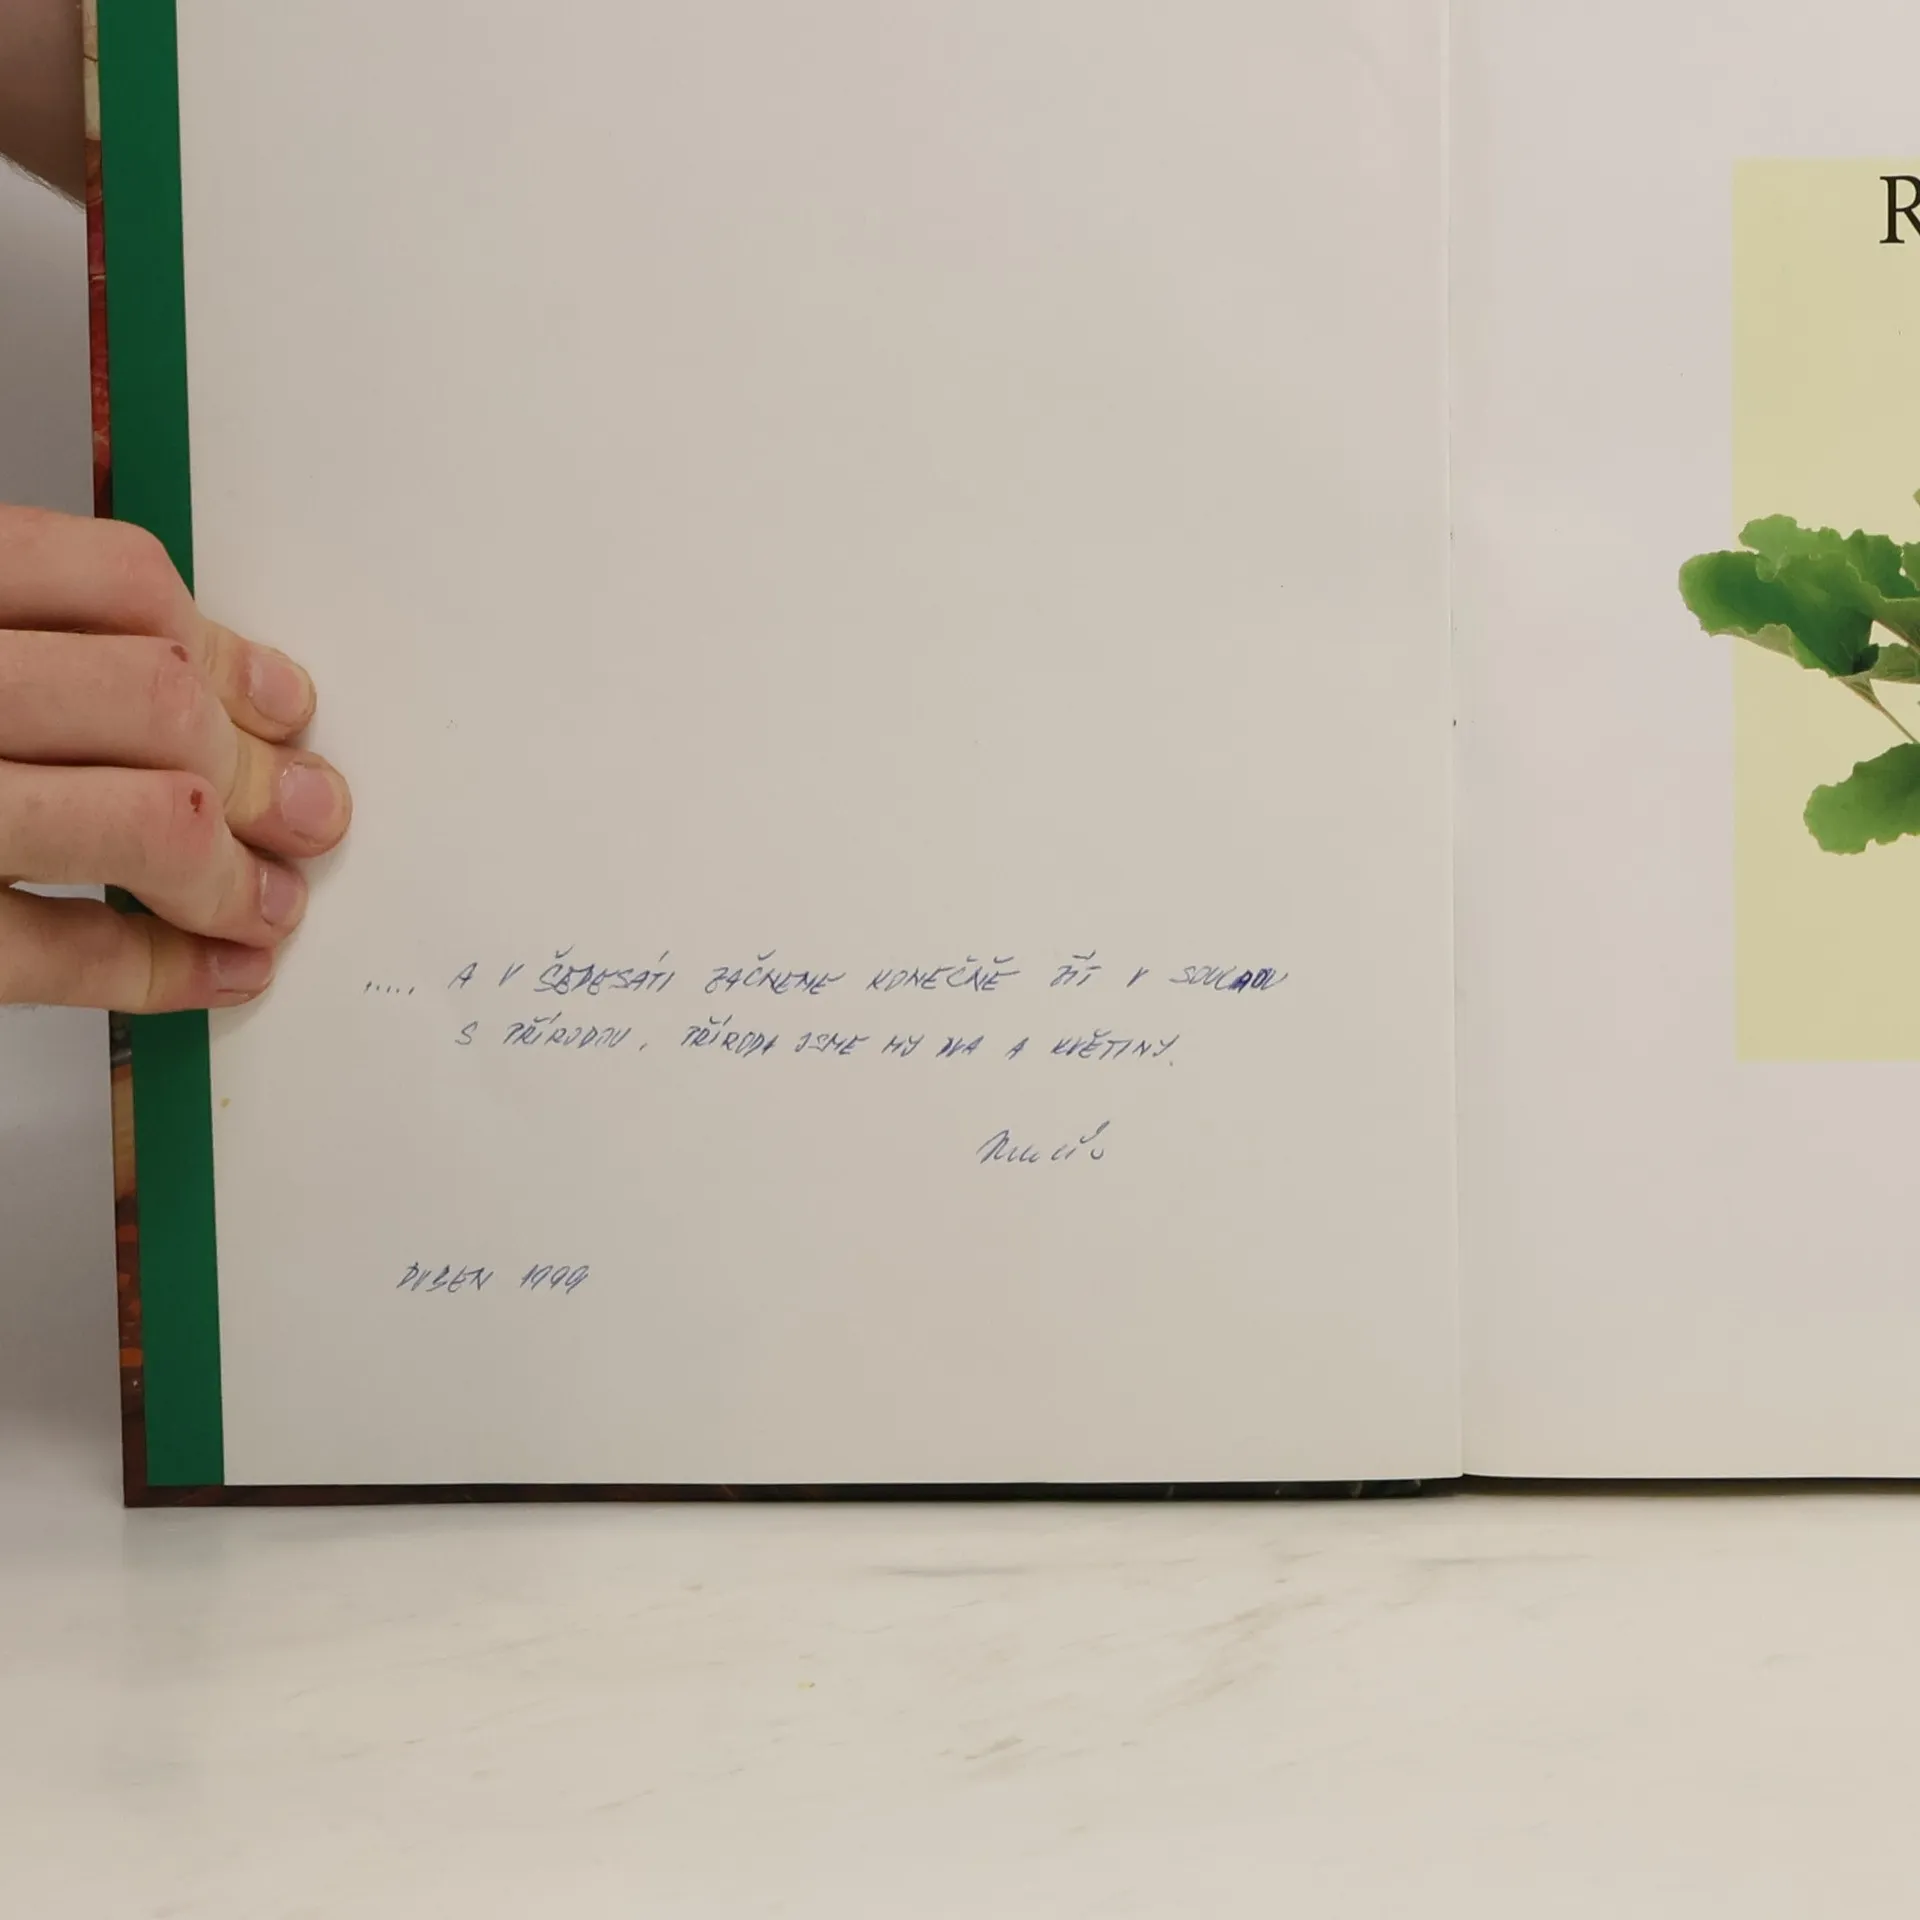 R
..... A V ŠEDESÁTI ZAČNEME KONEČNĚ ŽÍT V SOULADU
S PŘÍRODOU. PŘÍRODA JSME MY DVA A KVĚTINY.
DUBEN 1999